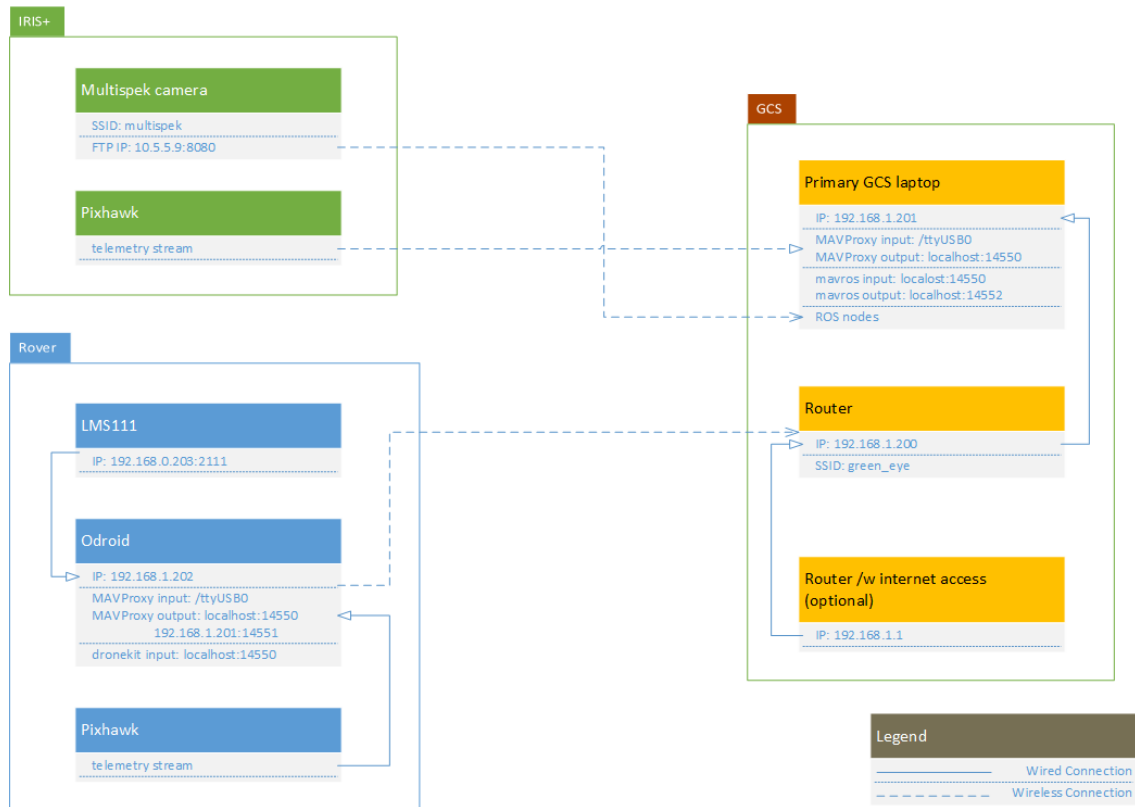 IRIS+
Multispek camera
SSID: multispek
FTP IP: 10.5.5.9:8080
Pixhawk
telemetry stream
GCS
Primary GCS laptop
IP: 192.168.1.201
MAVProxy input: /ttyUSB0
MAVProxy output: localhost:14550
mavros input: localost:14550
mavros output: localhost:14552
ROS nodes
Rover
LMS111
IP: 192.168.0.203:2111
Odroid
IP: 192.168.1.202
MAVProxy input: /ttyUSB0
MAVProxy output: localhost:14550
192.168.1.201:14551
dronekit input: localhost:14550
Pixhawk
telemetry stream
Router
IP: 192.168.1.200
SSID: green_eye
Router /w internet access
(optional)
IP: 192.168.1.1
Legend
Wired Connection
Wireless Connection